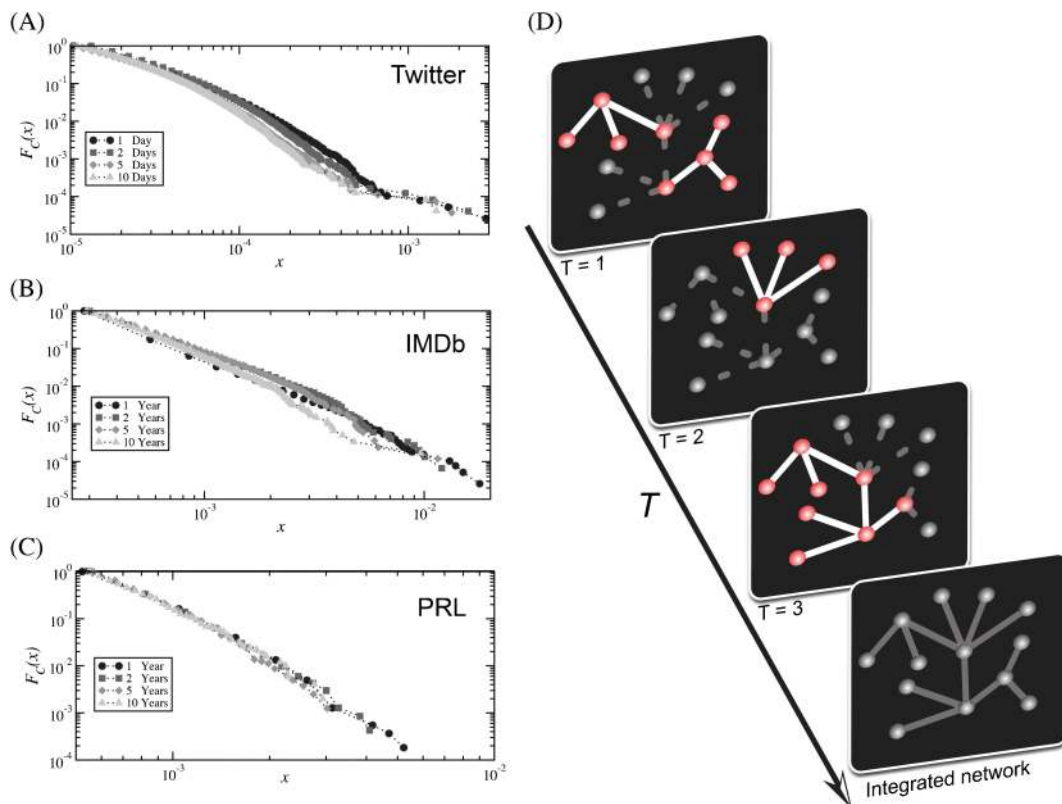 (A)
10^0
10^-1
10^-2
10^-3
10^-4
10^-5
F_C(x)
Twitter
1 Day
2 Days
5 Days
10 Days
10^-5
10^-4
10^-3
x
(B)
10^0
10^-1
10^-2
10^-3
10^-4
10^-5
F_C(x)
IMDb
1 Year
2 Years
5 Years
10 Years
10^-3
10^-2
x
(C)
10^0
10^-1
10^-2
10^-3
10^-4
F_C(x)
PRL
1 Year
2 Years
5 Years
10 Years
10^-3
10^-2
x
(D)
T = 1
T = 2
T
T = 3
Integrated network